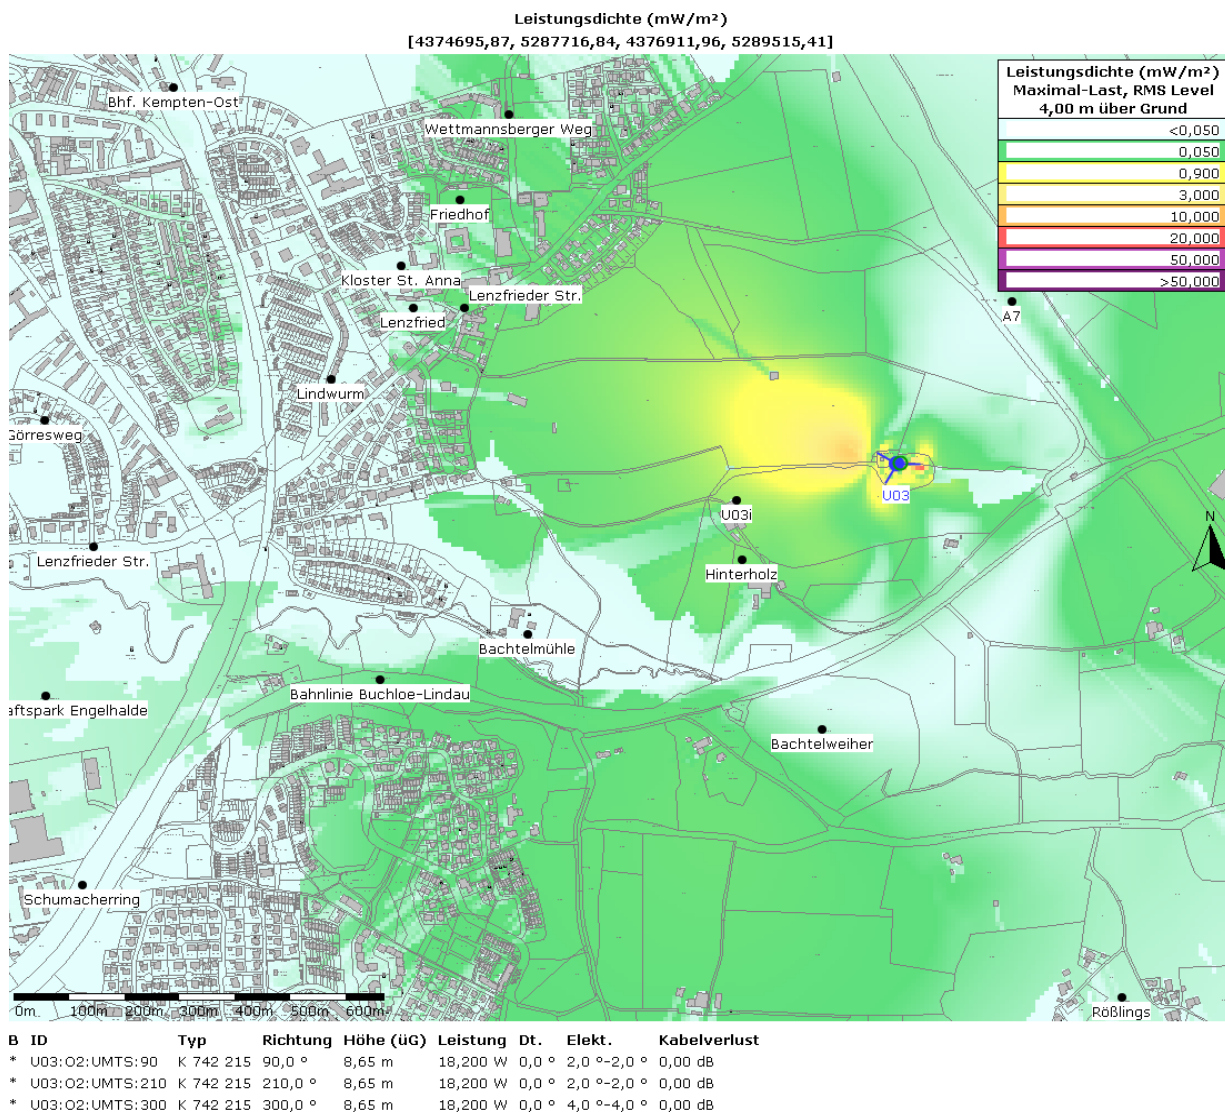 Leistungsdichte (mW/m²)
[4374695,87, 5287716,84, 4376911,96, 5289515,41]
Leistungsdichte (mW/m²)
Maximal-Last, RMS Level
4,00 m über Grund
<0,050
0,050
0,900
3,000
10,000
20,000
50,000
>50,000
Bhf. Kempten-Ost
Wettmannsberger Weg
Friedhof
Kloster St. Anna
Lenzfrieder Str.
Lenzfried
A7
Lindwurm
Görresweg
U03
U03i
N
Lenzfrieder Str.
Hinterholz
Bachtelmühle
Bahnlinie Buchloe-Lindau
aftspark Engelhalde
Bachtelweiher
Schumacherring
Rößlings
0m 100m 200m 300m 400m 500m 600m
B ID Typ Richtung Höhe (üG) Leistung Dt. Elekt. Kabelverlust
* U03:O2:UMTS:90 K 742 215 90,0 ° 8,65 m 18,200 W 0,0 ° 2,0 °-2,0 ° 0,00 dB
* U03:O2:UMTS:210 K 742 215 210,0 ° 8,65 m 18,200 W 0,0 ° 2,0 °-2,0 ° 0,00 dB
* U03:O2:UMTS:300 K 742 215 300,0 ° 8,65 m 18,200 W 0,0 ° 4,0 °-4,0 ° 0,00 dB